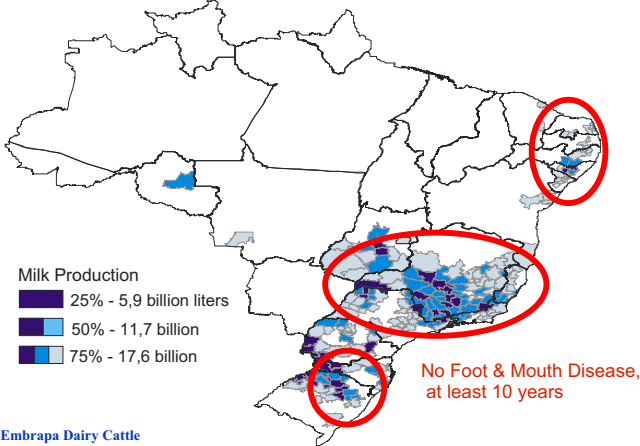 Milk Production
25% - 5,9 billion liters
50% - 11,7 billion
75% - 17,6 billion
No Foot & Mouth Disease,
at least 10 years
Embrapa Dairy Cattle